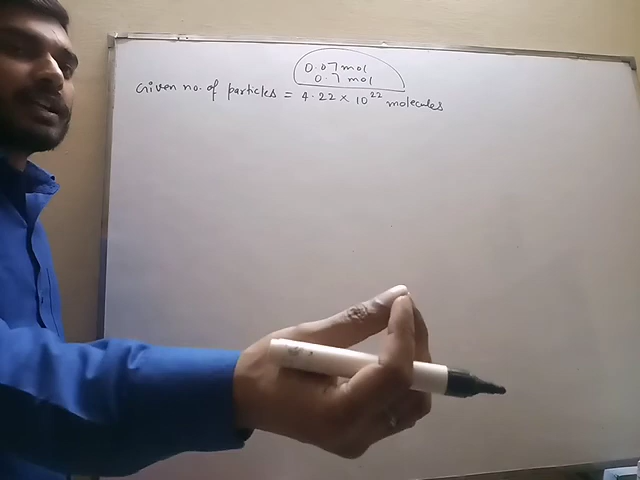 0.07 mol
0.7 mol
Given no. of particles = 4.22 × 10²² molecules